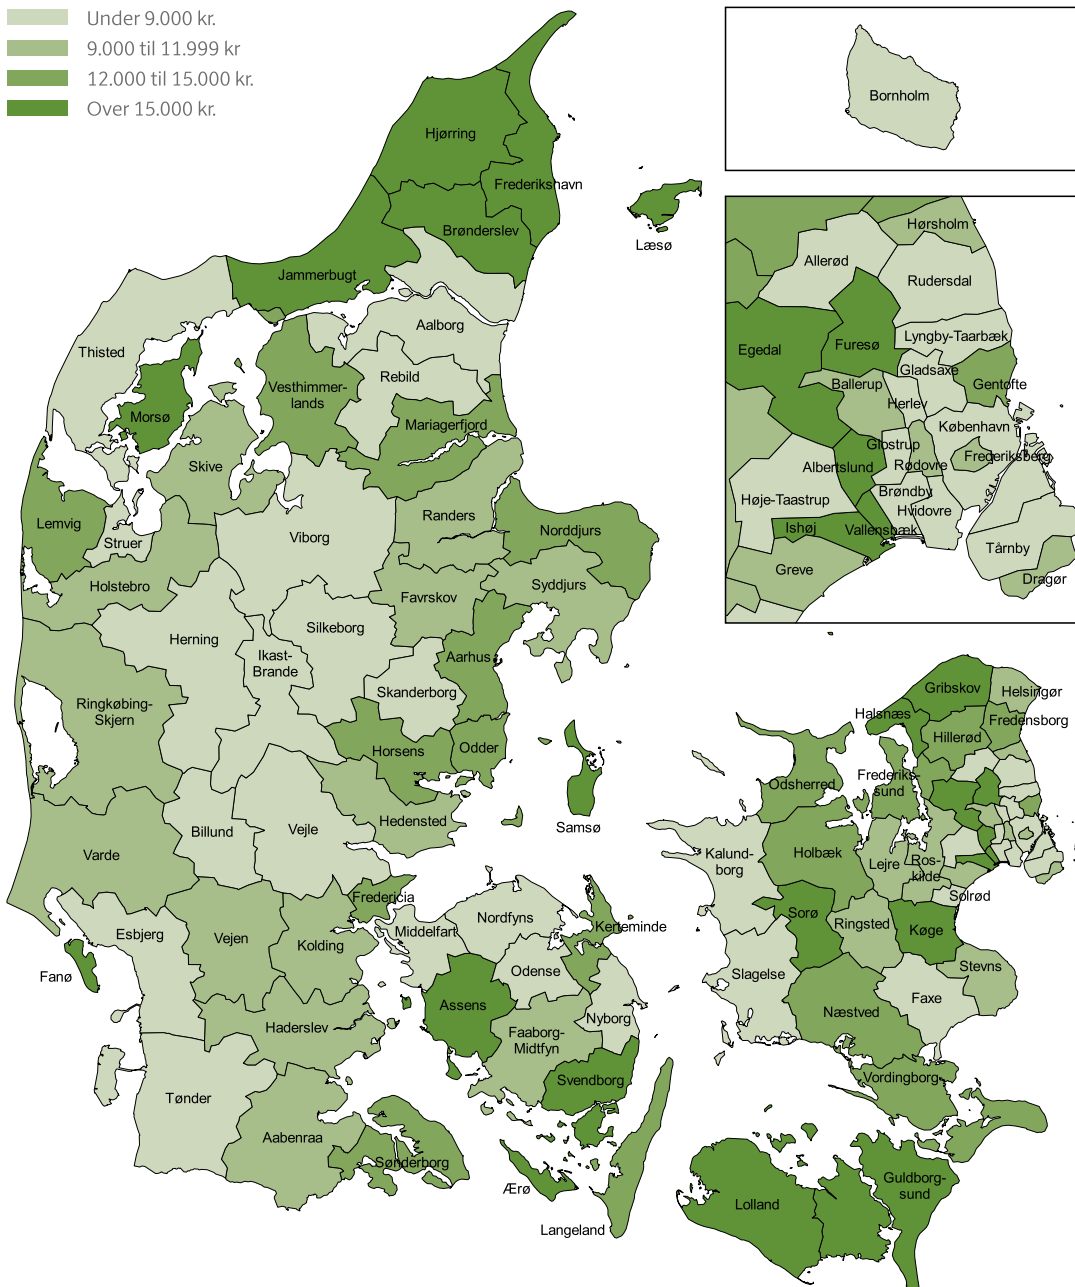 Under 9.000 kr.
9.000 til 11.999 kr
12.000 til 15.000 kr.
Over 15.000 kr.
Bornholm
Hjørring
Frederikshavn
Læsø
Brønderslev
Jammerbugt
Aalborg
Thisted
Rebild
Vesthimmer-
lands
Morsø
Mariagerfjord
Skive
Lemvig
Struer
Viborg
Randers
Norddjurs
Holstebro
Favrskov
Syddjurs
Herning
Silkeborg
Ikast-
Brande
Aarhus
Skanderborg
Ringkøbing-
Skjern
Horsens
Odder
Hedensted
Samsø
Billund
Vejle
Varde
Fredericia
Esbjerg
Vejen
Kolding
Fanø
Haderslev
Tønder
Aabenraa
Sønderborg
Nordfyns
Middelfart
Kerteminde
Odense
Assens
Nyborg
Faaborg-
Midtfyn
Svendborg
Ærø
Langeland
Hørsholm
Allerød
Rudersdal
Egedal
Furesø
Lyngby-Taarbæk
Gladsaxe
Ballerup
Gentofte
Herlev
København
Glostrup
Frederiksberg
Albertslund
Rødovre
Høje-Taastrup
Brøndby
Hvidovre
Ishøj
Vallensbæk
Tårnby
Greve
Dragør
Gribskov
Helsingør
Halsnæs
Fredensborg
Hillerød
Frederiks-
sund
Odsherred
Kalund-
borg
Holbæk
Lejre
Ros-
kilde
Solrød
Sorø
Ringsted
Køge
Slagelse
Stevns
Faxe
Næstved
Vordingborg
Guldborg-
sund
Lolland